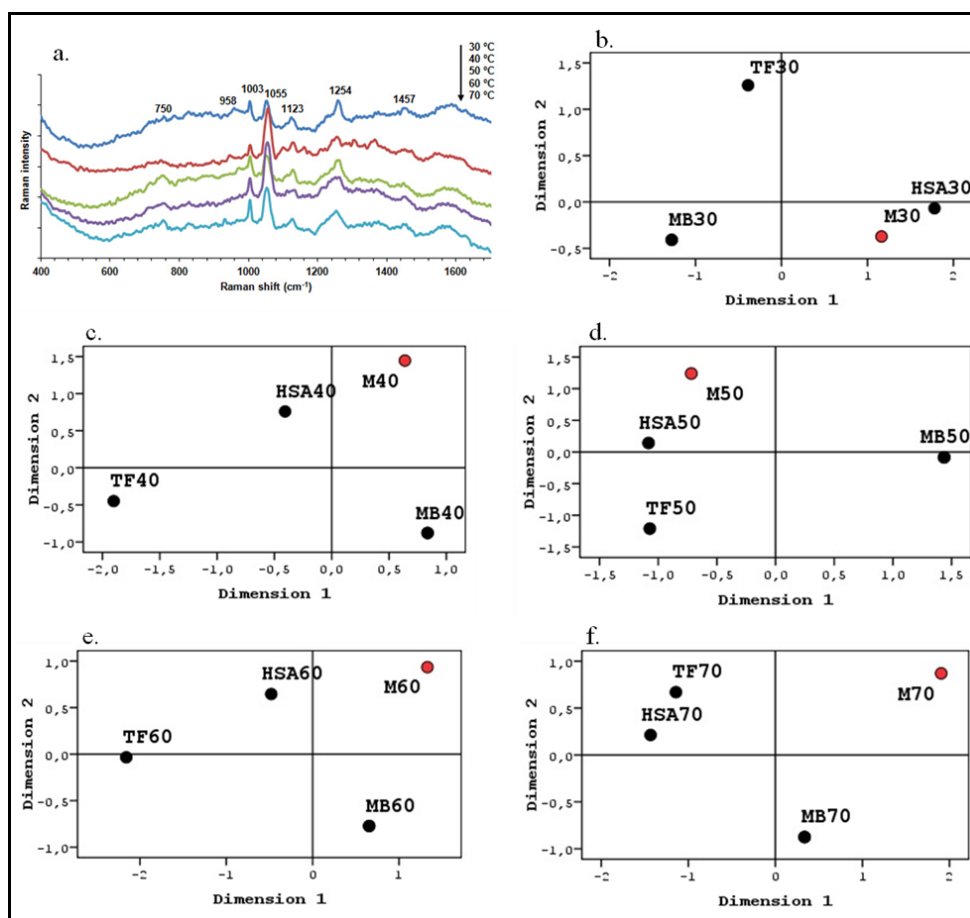 a.
30 °C
40 °C
50 °C
60 °C
70 °C
750
958
1003
1055
1123
1254
1457
Raman intensity
400 600 800 1000 1200 1400 1600
Raman shift (cm⁻¹)
b.
TF30
HSA30
M30
MB30
1,5
1,0
0,5
0,0
-0,5
Dimension 2
-2 -1 0 1 2
Dimension 1
c.
M40
HSA40
TF40
MB40
1,5
1,0
0,5
0,0
-0,5
-1,0
Dimension 2
-2,0 -1,5 -1,0 -0,5 0,0 0,5 1,0
Dimension 1
d.
M50
HSA50
MB50
TF50
1,5
1,0
0,5
0,0
-0,5
-1,0
-1,5
Dimension 2
-1,5 -1,0 -0,5 0,0 0,5 1,0 1,5
Dimension 1
e.
HSA60
M60
TF60
MB60
1,0
0,5
0,0
-0,5
-1,0
Dimension 2
-2 -1 0 1
Dimension 1
f.
TF70
M70
HSA70
MB70
1,0
0,5
0,0
-0,5
-1,0
Dimension 2
-2 -1 0 1 2
Dimension 1